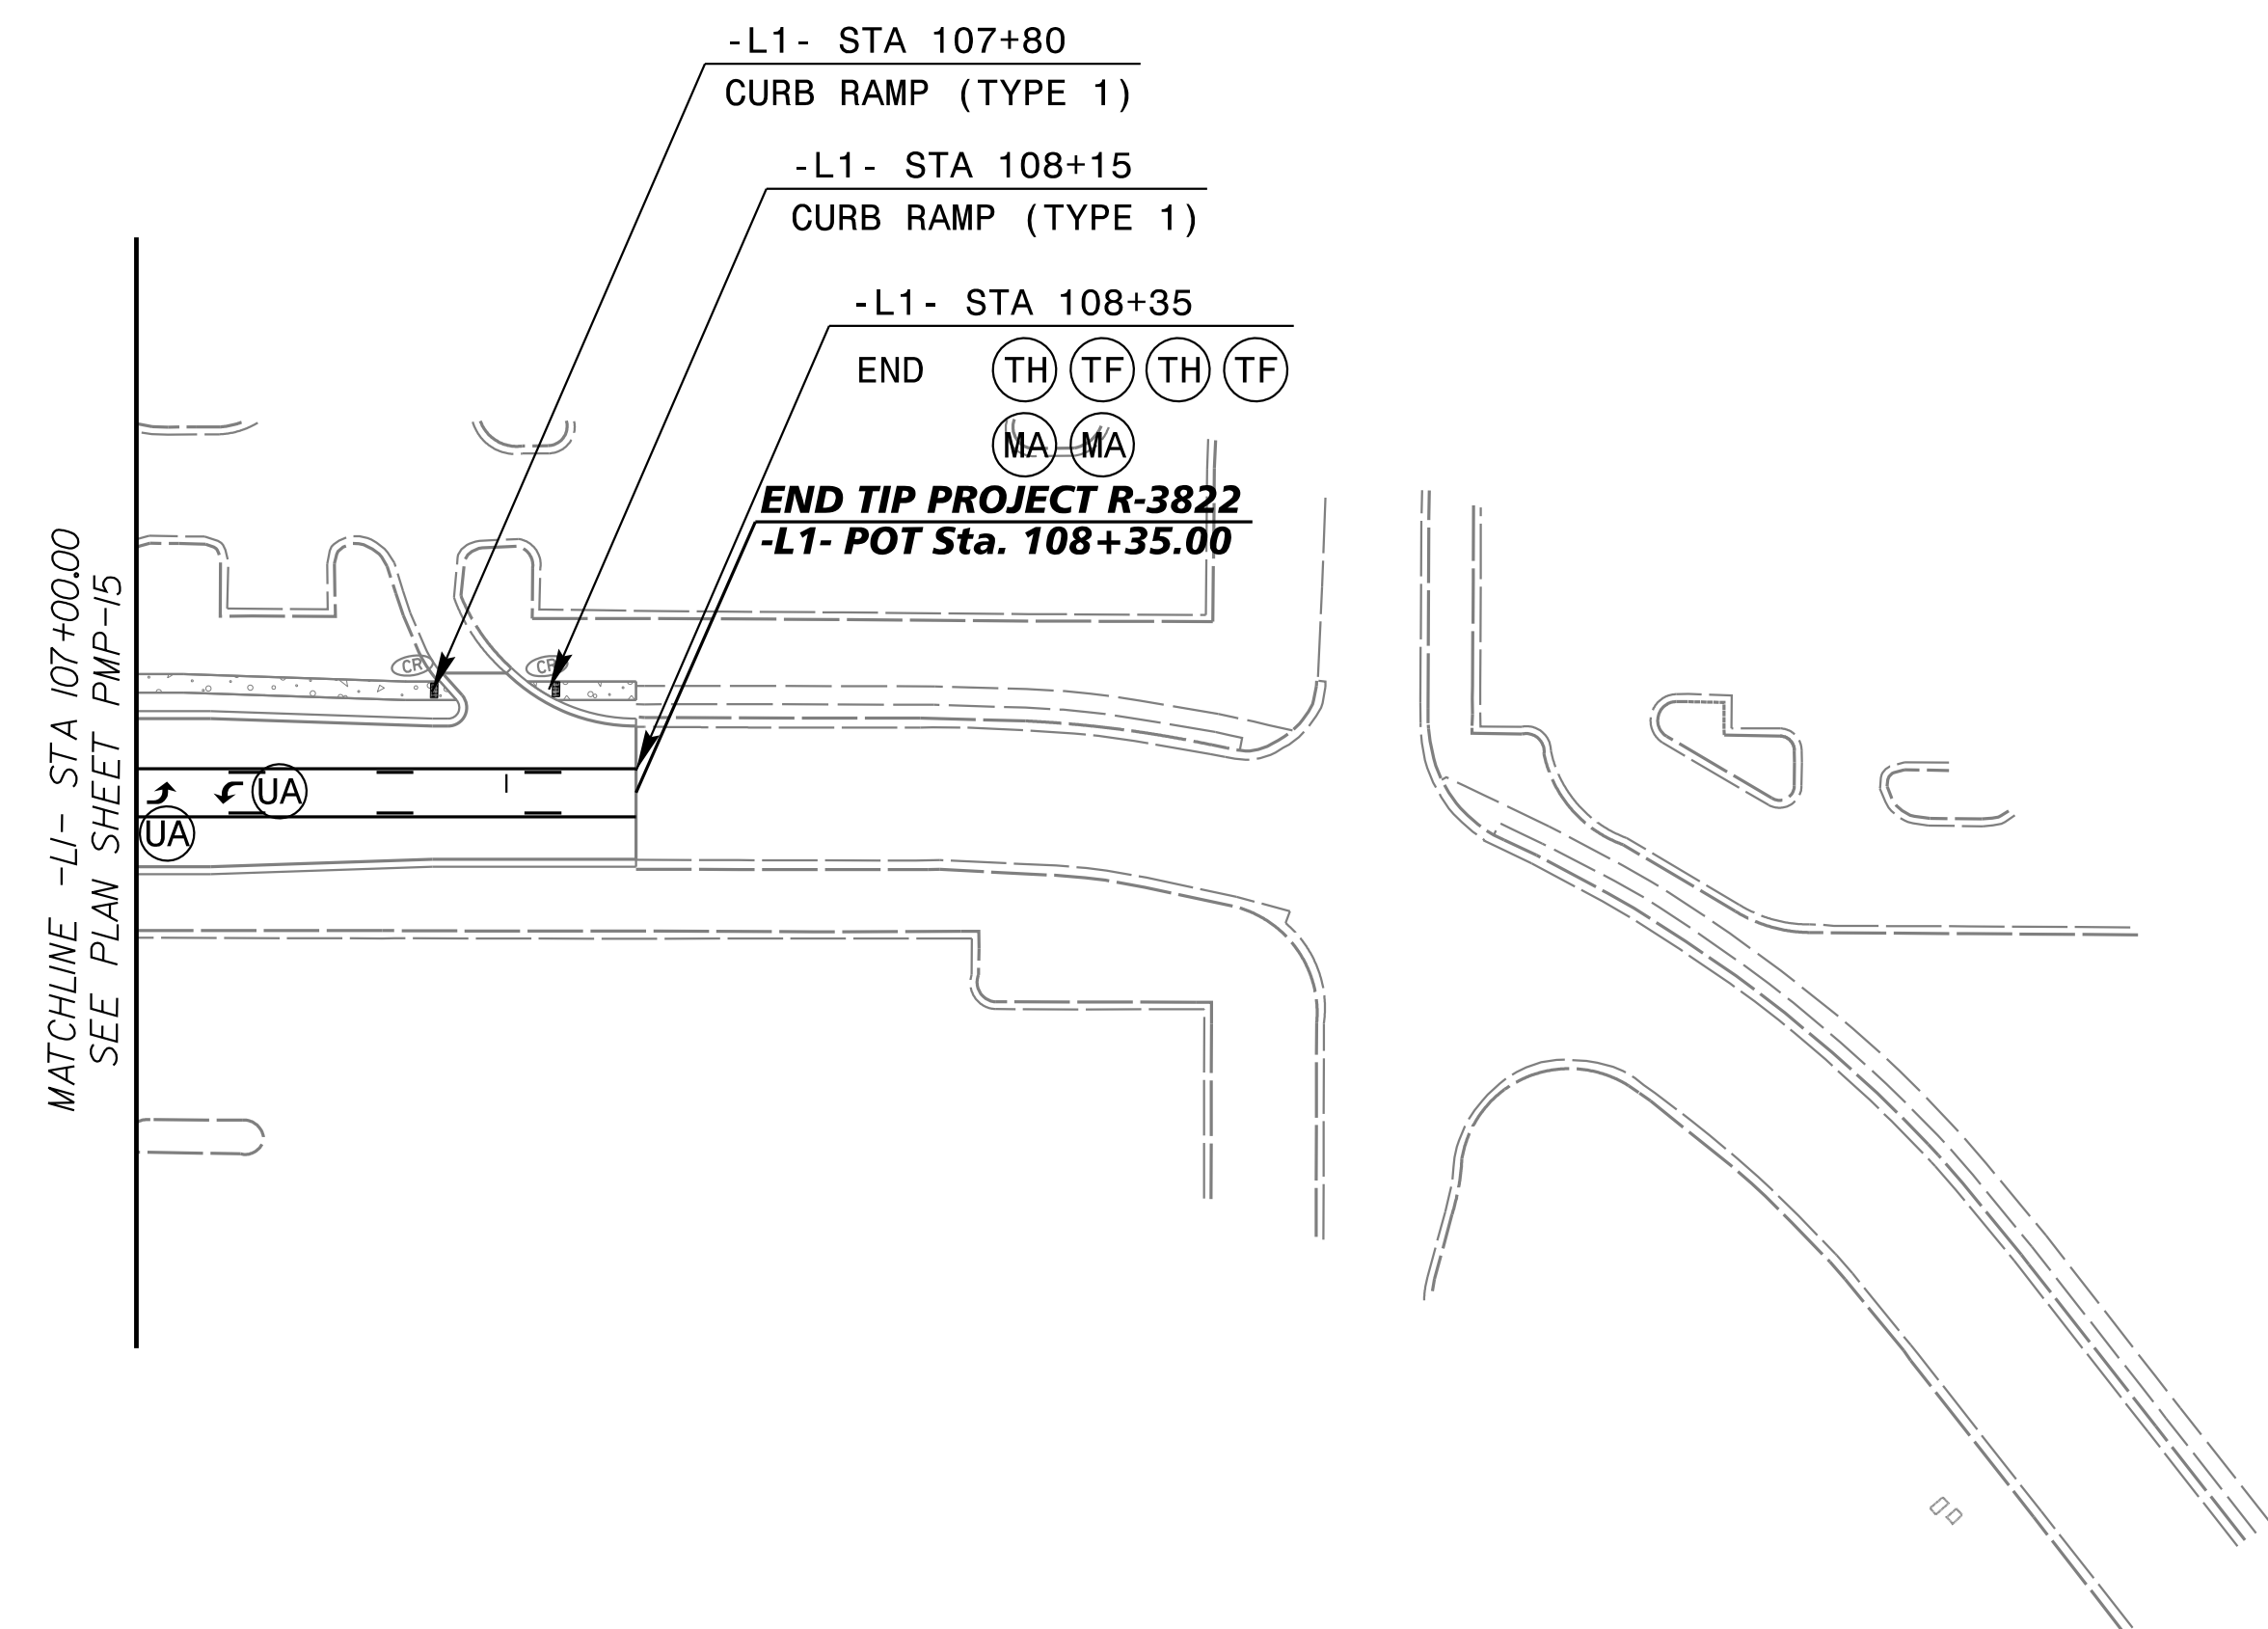 -L1- STA 107+80
CURB RAMP (TYPE 1)
-L1- STA 108+15
CURB RAMP (TYPE 1)
-L1- STA 108+35
END TH TF TH TF
MA MA
END TIP PROJECT R-3822
-L1- POT Sta. 108+35.00
MATCHLINE -L1- STA 107+00.00
SEE PLAN SHEET PMP-15
CR CR
UA
UA